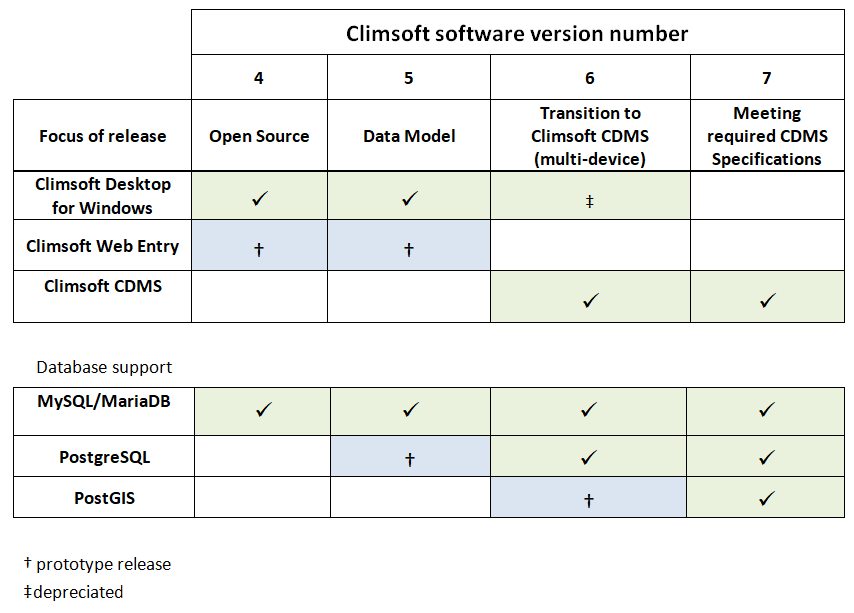 Climsoft software version number
4 5 6 7
Focus of release Open Source Data Model Transition to Climsoft CDMS (multi-device) Meeting required CDMS Specifications
Climsoft Desktop for Windows ✓ ✓ ‡
Climsoft Web Entry † †
Climsoft CDMS ✓ ✓
Database support
MySQL/MariaDB ✓ ✓ ✓ ✓
PostgreSQL † ✓ ✓
PostGIS † ✓
† prototype release
‡depreciated